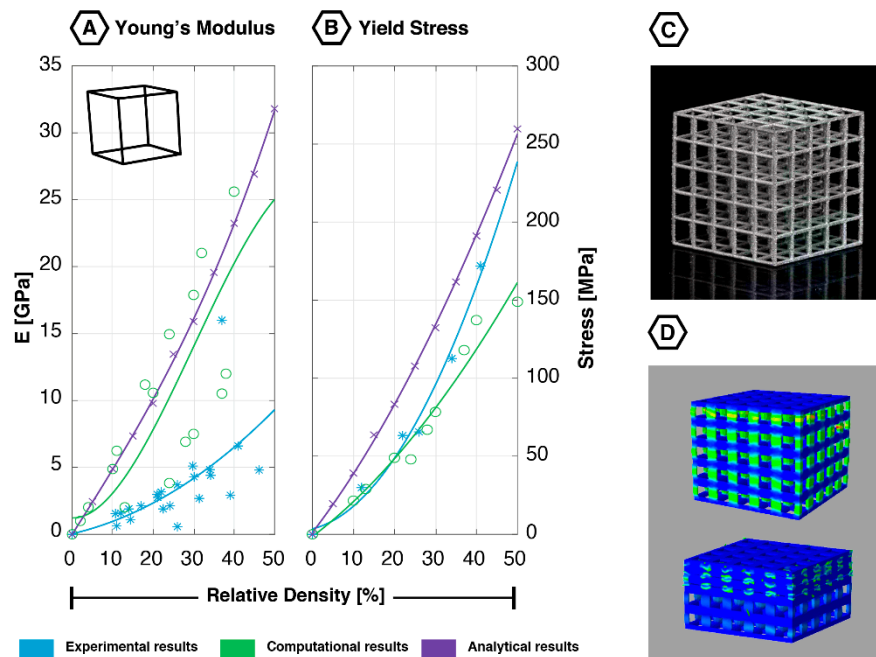 A Young's Modulus
B Yield Stress
C
35
30
25
20
15
10
5
0
E [GPa]
0 10 20 30 40 50
0 10 20 30 40 50
300
250
200
150
100
50
0
Stress [MPa]
Relative Density [%]
Experimental results
Computational results
Analytical results
D